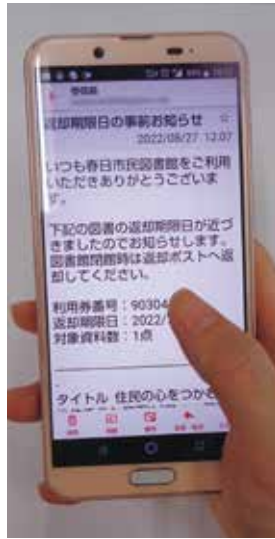 返却期限日の事前お知らせ ☆
2022/08/27 12:07
いつも春日市民図書館をご利用
いただきありがとうございま
す。
下記の図書の返却期限日が近づ
きましたのでお知らせします。
図書館閉館時は返却ポストへ返
却してください。
利用券番号：90304
返却期限日：2022/
対象資料数：1点
タイトル 住民の心をつかむ